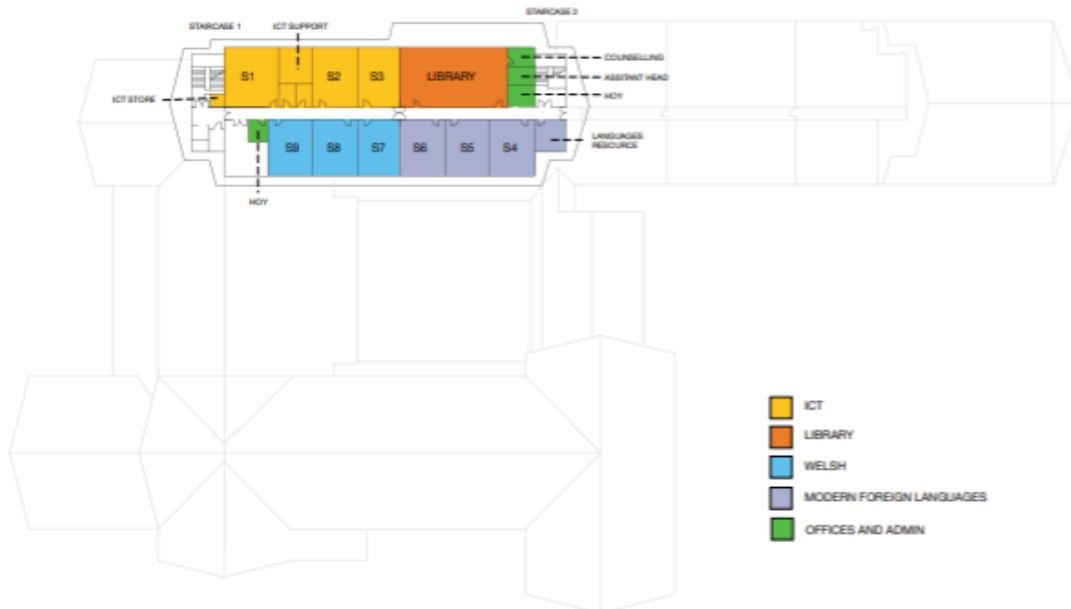 STAIRCASE 2
STAIRCASE 1
ICT SUPPORT
COUNSELLING
S1
S2
S3
LIBRARY
ASSITANT HEAD
HOY
ICT STORE
LANGUAGES
RESOURCE
S9
S8
S7
S6
S5
S4
HOY
ICT
LIBRARY
WELSH
MODERN FOREIGN LANGUAGES
OFFICES AND ADMIN